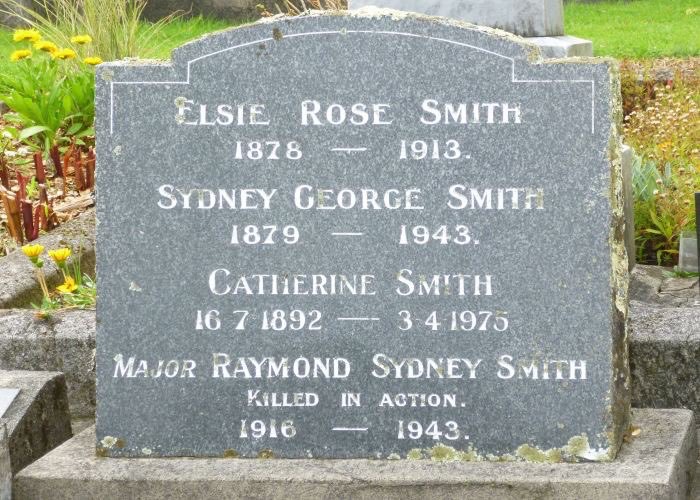 ELSIE ROSE SMITH
1878 — 1913.
SYDNEY GEORGE SMITH
1879 — 1943.
CATHERINE SMITH
16 7 1892 — 3·4 1975
MAJOR RAYMOND SYDNEY SMITH
KILLED IN ACTION.
1916 — 1943.